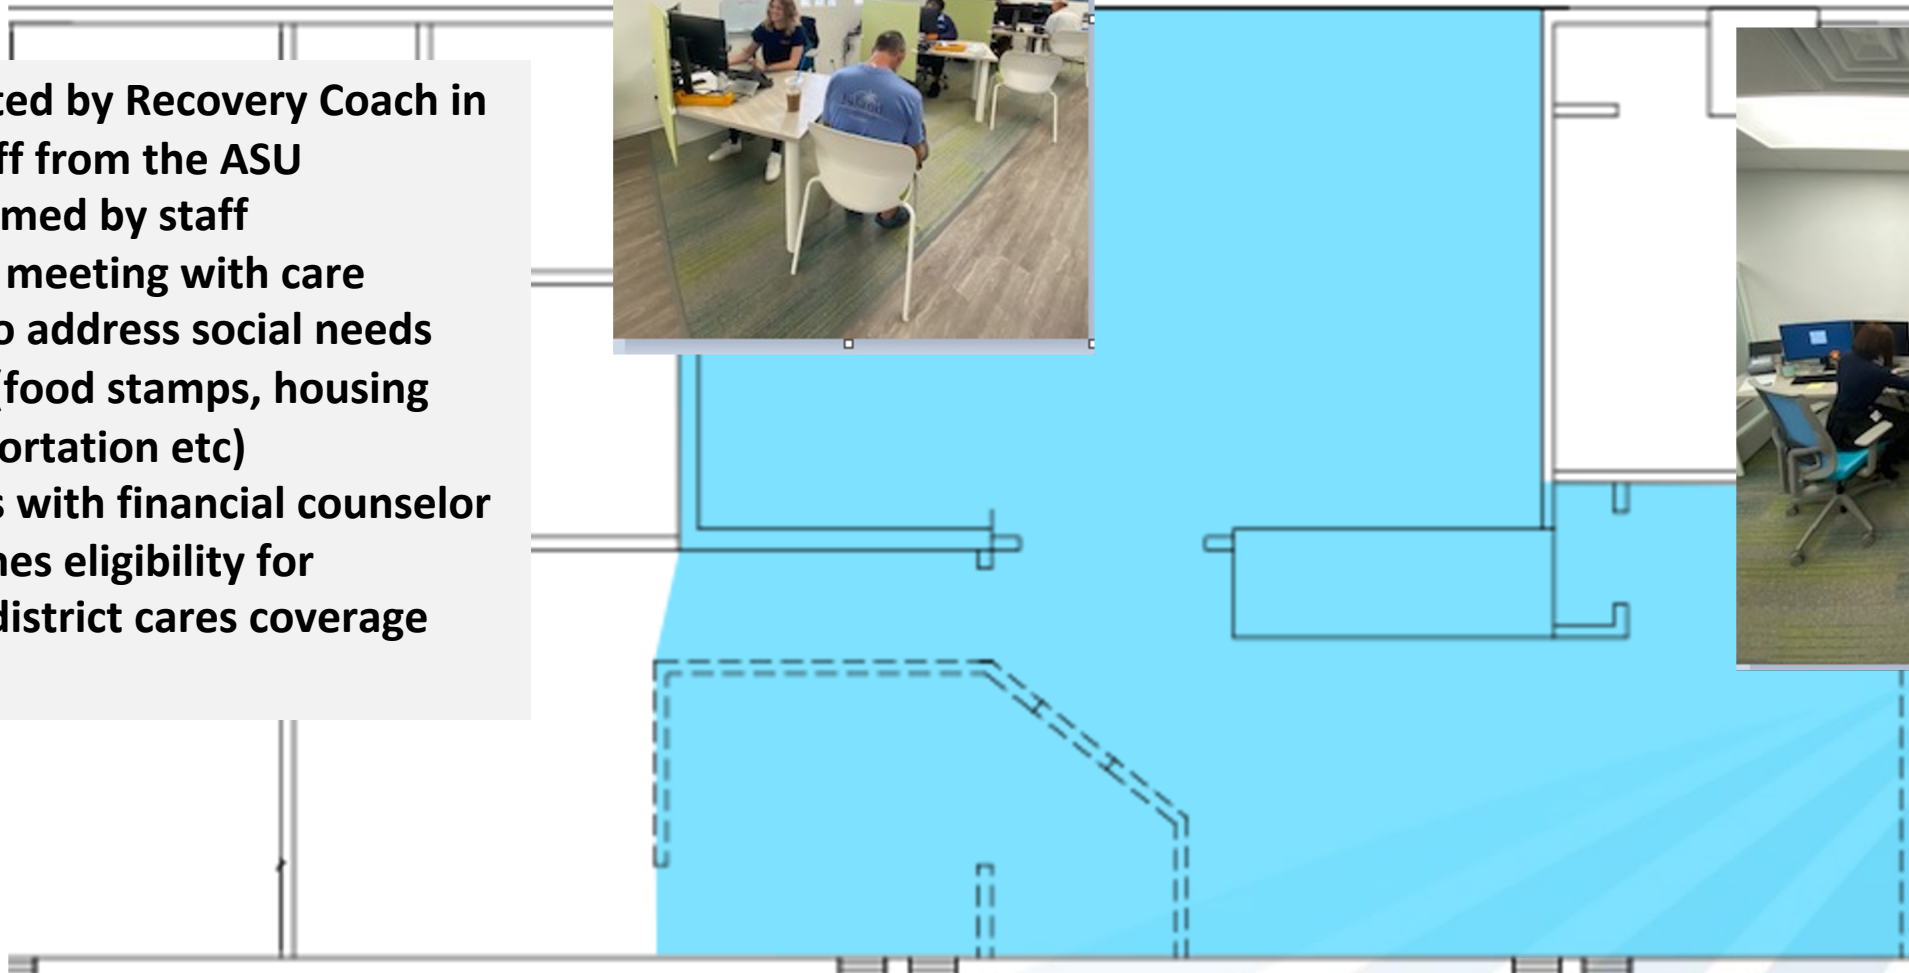 ted by Recovery Coach in
ff from the ASU
med by staff
meeting with care
o address social needs
(food stamps, housing
ortation etc)
s with financial counselor
nes eligibility for
district cares coverage